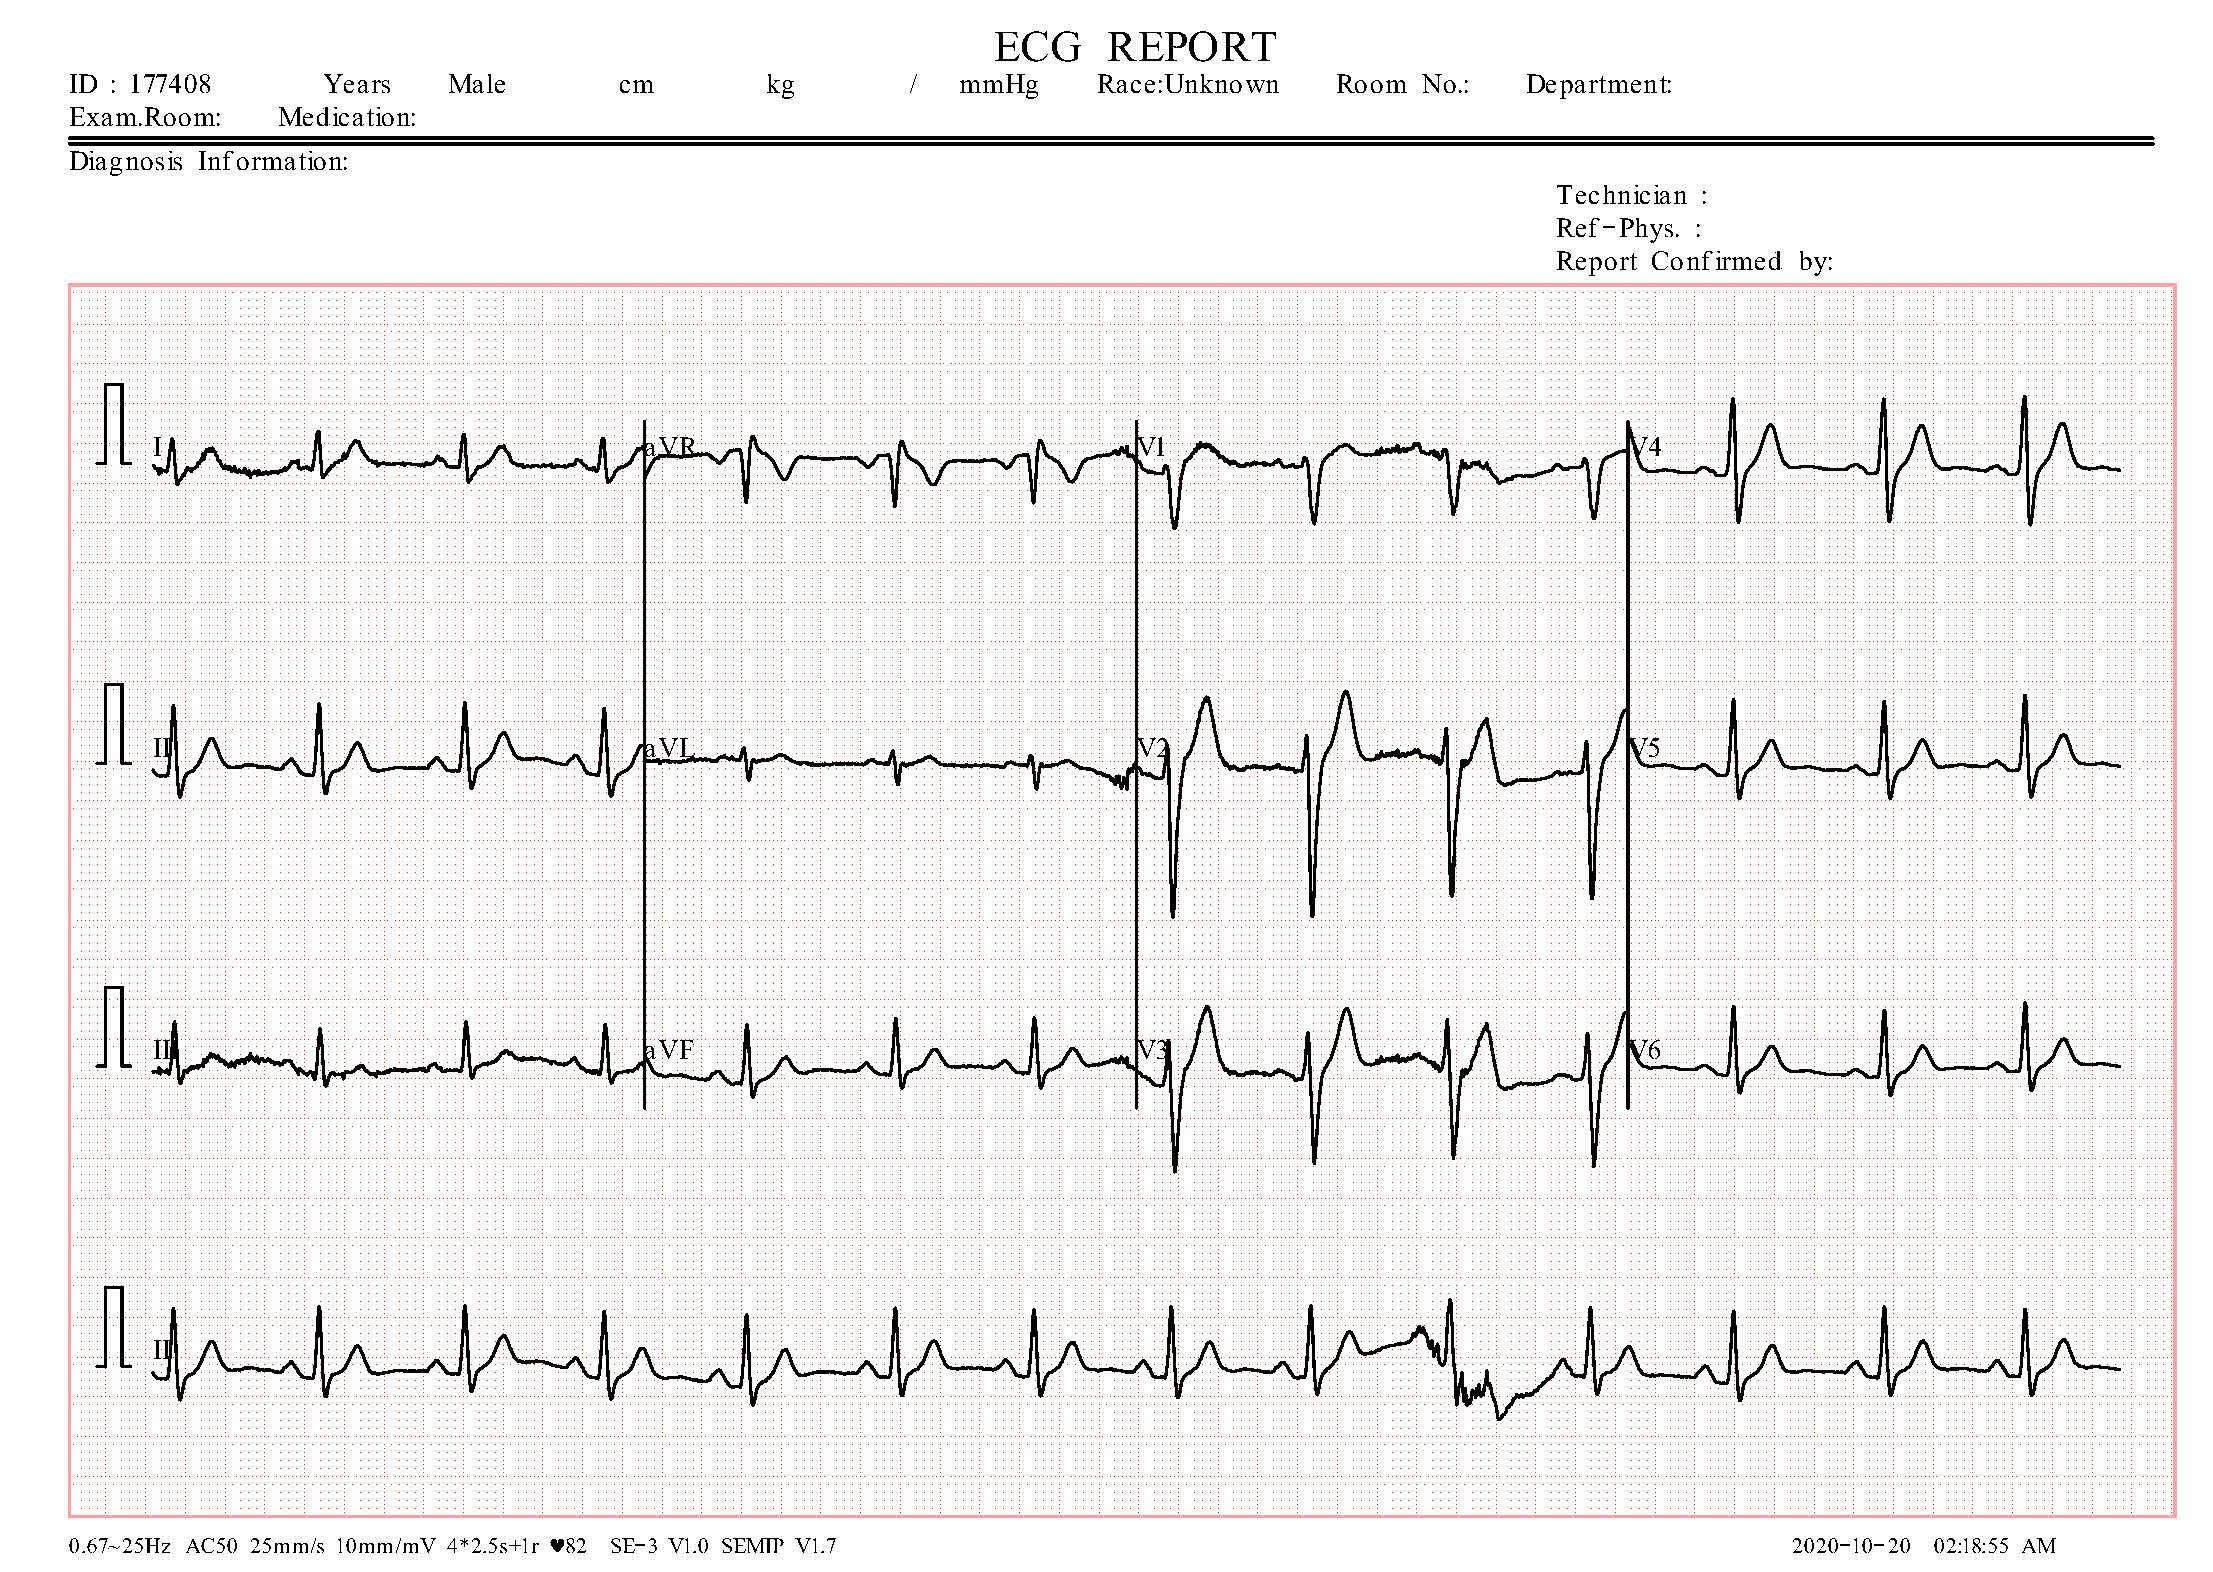 ECG REPORT
ID : 177408 Years Male cm kg / mmHg Race:Unknown Room No.: Department:
Exam.Room: Medication:
Diagnosis Information:
Technician :
Ref-Phys. :
Report Confirmed by:
I aVR V1 V4
II aVL V2 V5
III aVF V3 V6
II
0.67~25Hz AC50 25mm/s 10mm/mV 4*2.5s+1r ♥82 SE-3 V1.0 SEMIP V1.7
2020-10-20 02:18:55 AM